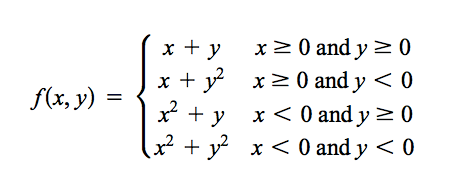 x + y x ≥ 0 and y ≥ 0
x + y² x ≥ 0 and y < 0
f(x, y) =
x² + y x < 0 and y ≥ 0
x² + y² x < 0 and y < 0